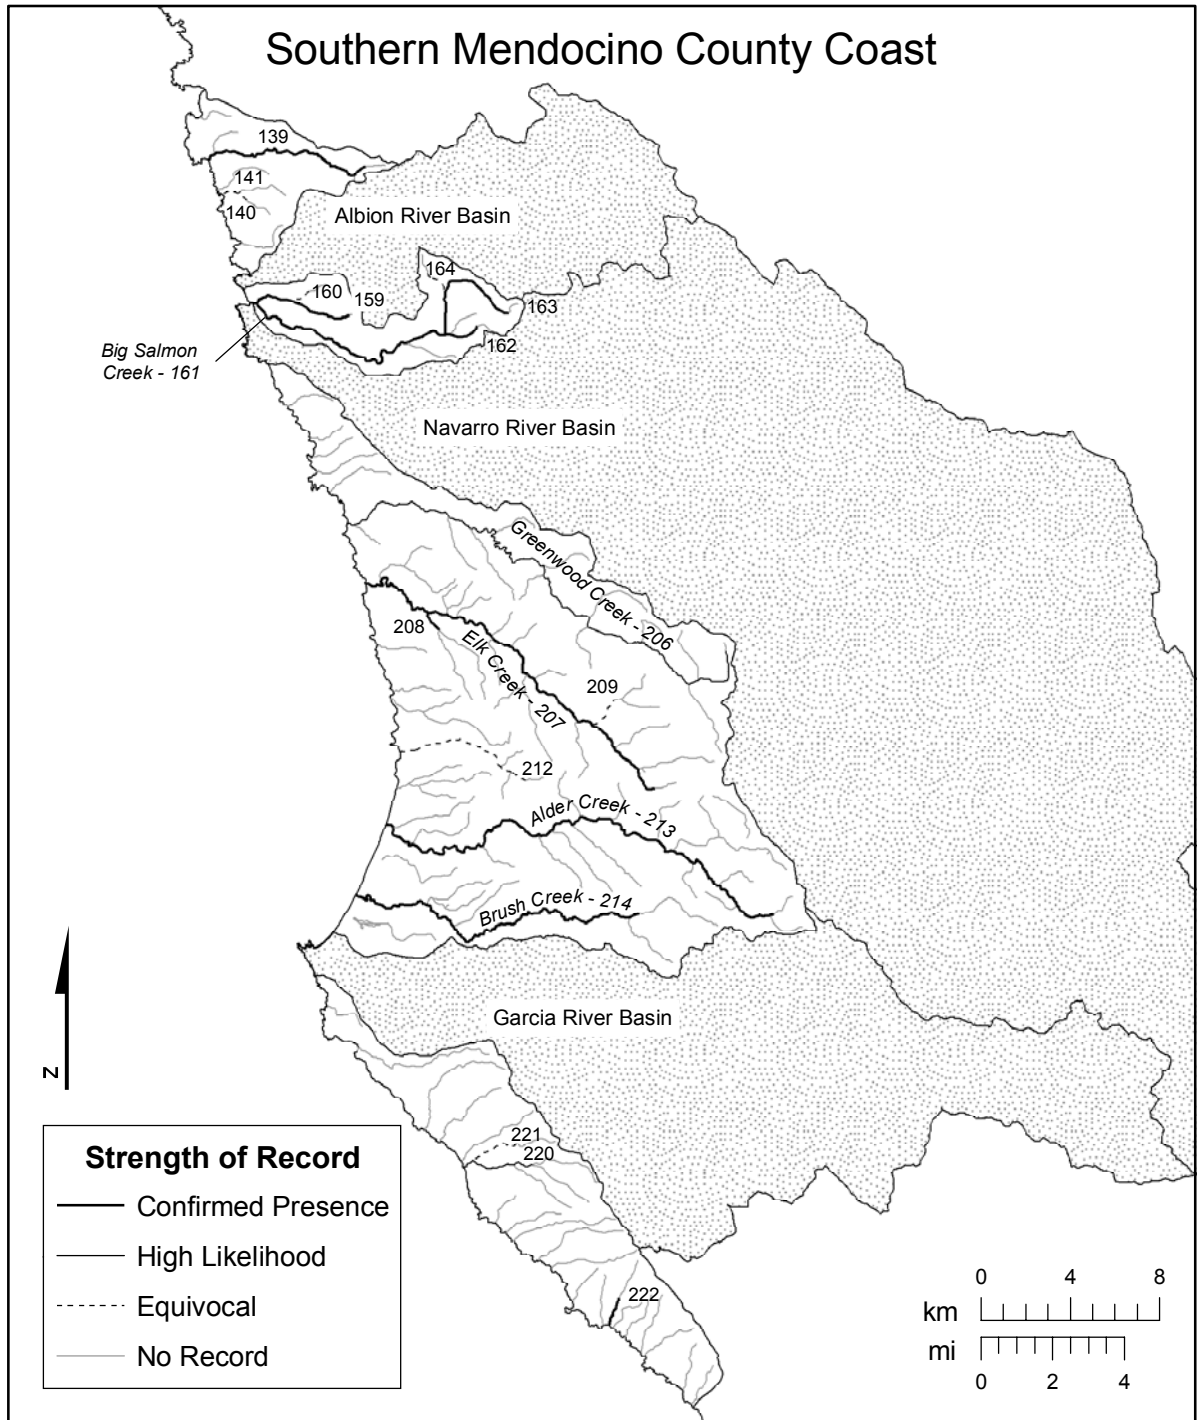 Southern Mendocino County Coast
139
141
140
Albion River Basin
164
160
159
163
162
Big Salmon
Creek - 161
Navarro River Basin
Greenwood Creek - 206
208
Elk Creek - 207
209
212
Alder Creek - 213
Brush Creek - 214
Garcia River Basin
N
221
220
222
Strength of Record
Confirmed Presence
High Likelihood
Equivocal
No Record
0 4 8
km
mi
0 2 4